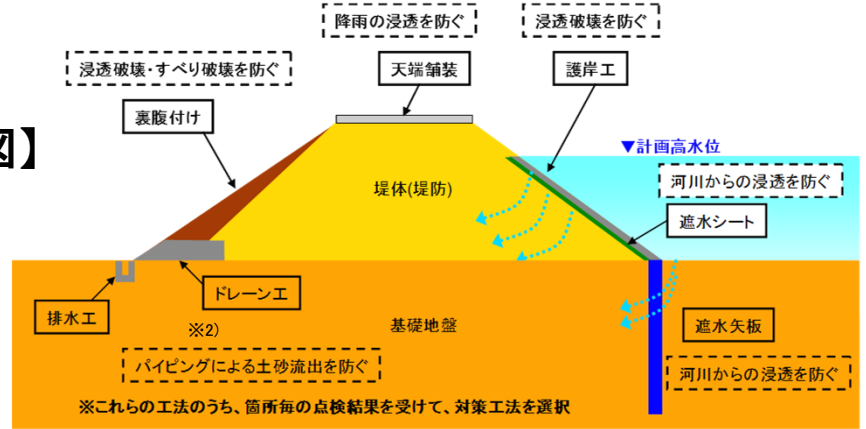 降雨の浸透を防ぐ
浸透破壊を防ぐ
浸透破壊・すべり破壊を防ぐ
天端舗装
護岸工
裏腹付け
図】
▼計画高水位
堤体(堤防)
河川からの浸透を防ぐ
遮水シート
排水工
ドレーン工
※2)
基礎地盤
遮水矢板
パイピングによる土砂流出を防ぐ
河川からの浸透を防ぐ
※これらの工法のうち、箇所毎の点検結果を受けて、対策工法を選択